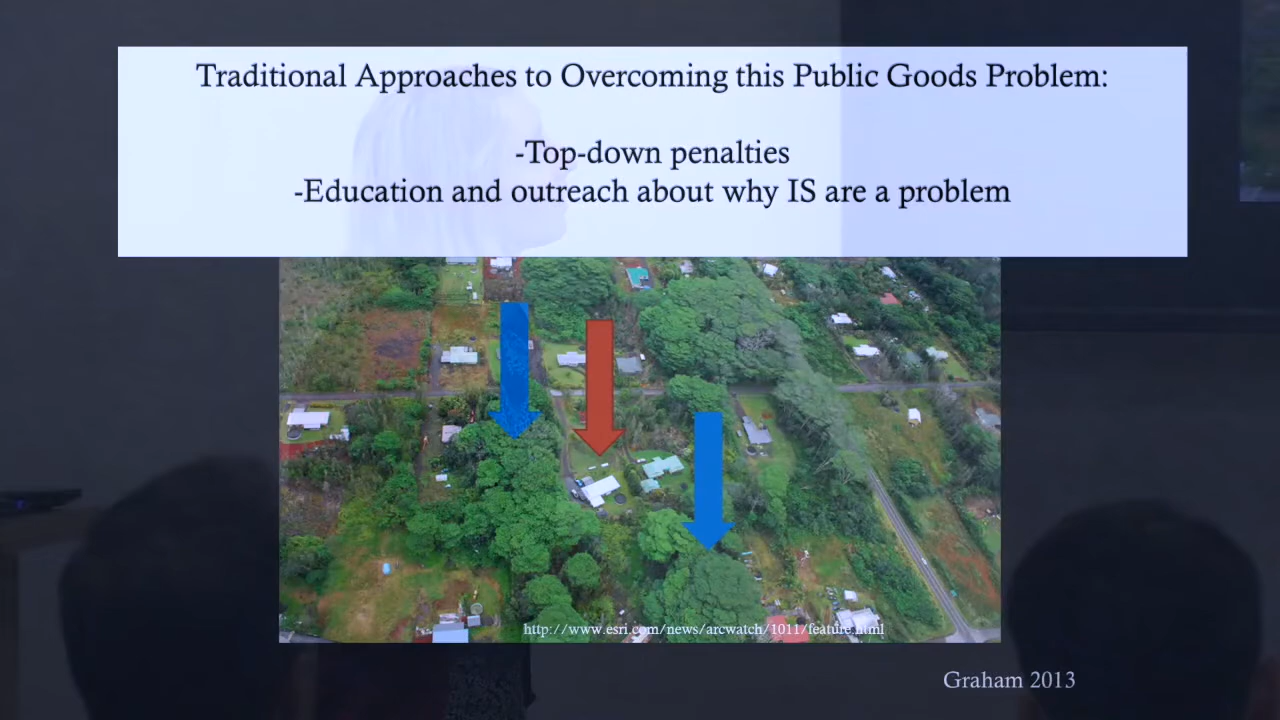 Traditional Approaches to Overcoming this Public Goods Problem:
-Top-down penalties
-Education and outreach about why IS are a problem
http://www.esri.com/news/arcwatch/1011/feature.html
Graham 2013